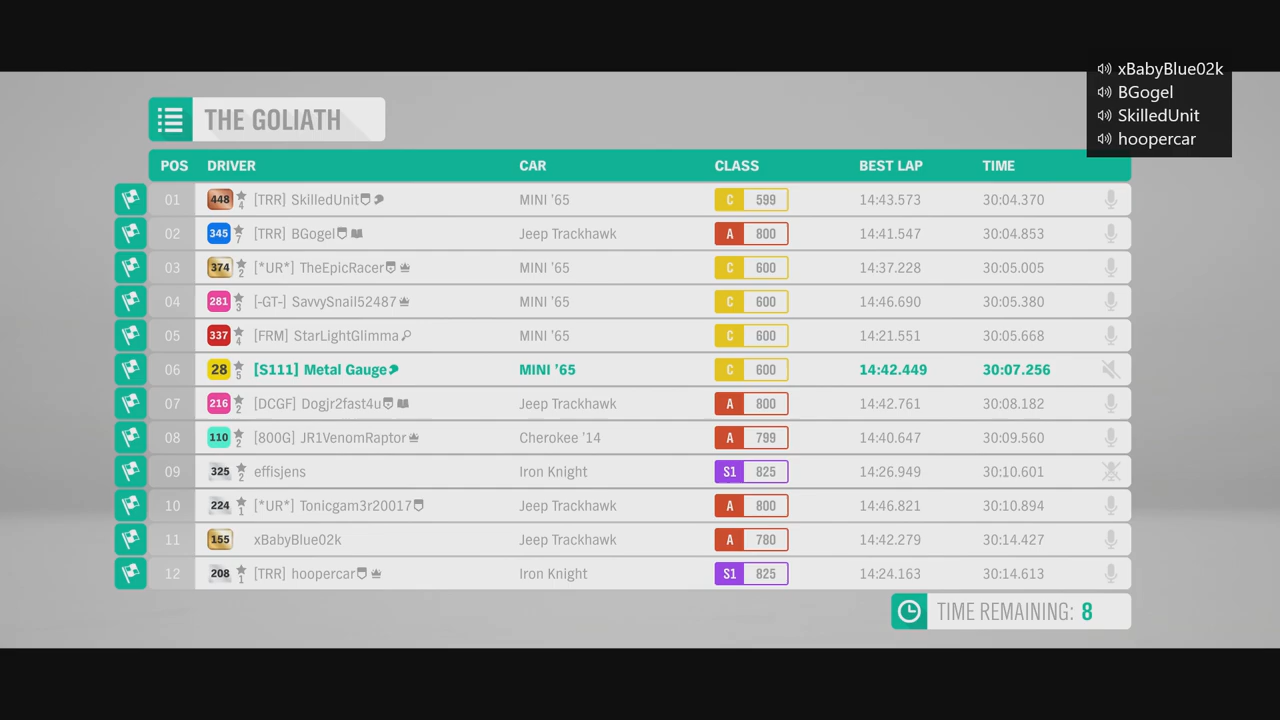 xBabyBlue02k
BGogel
SkilledUnit
hoopercar
THE GOLIATH
POS DRIVER CAR CLASS BEST LAP TIME
01 448 4 [TRR] SkilledUnit MINI '65 C 599 14:43.573 30:04.370
02 345 7 [TRR] BGogel Jeep Trackhawk A 800 14:41.547 30:04.853
03 374 2 [*UR*] TheEpicRacer MINI '65 C 600 14:37.228 30:05.005
04 281 3 [-GT-] SavvySnail52487 MINI '65 C 600 14:46.690 30:05.380
05 337 4 [FRM] StarLightGlimma MINI '65 C 600 14:21.551 30:05.668
06 28 5 [S111] Metal Gauge MINI '65 C 600 14:42.449 30:07.256
07 216 2 [DCGF] Dogjr2fast4u Jeep Trackhawk A 800 14:42.761 30:08.182
08 110 2 [800G] JR1VenomRaptor Cherokee '14 A 799 14:40.647 30:09.560
09 325 2 effisjens Iron Knight S1 825 14:26.949 30:10.601
10 224 1 [*UR*] Tonicgam3r20017 Jeep Trackhawk A 800 14:46.821 30:10.894
11 155 xBabyBlue02k Jeep Trackhawk A 780 14:42.279 30:14.427
12 208 1 [TRR] hoopercar Iron Knight S1 825 14:24.163 30:14.613
TIME REMAINING: 8